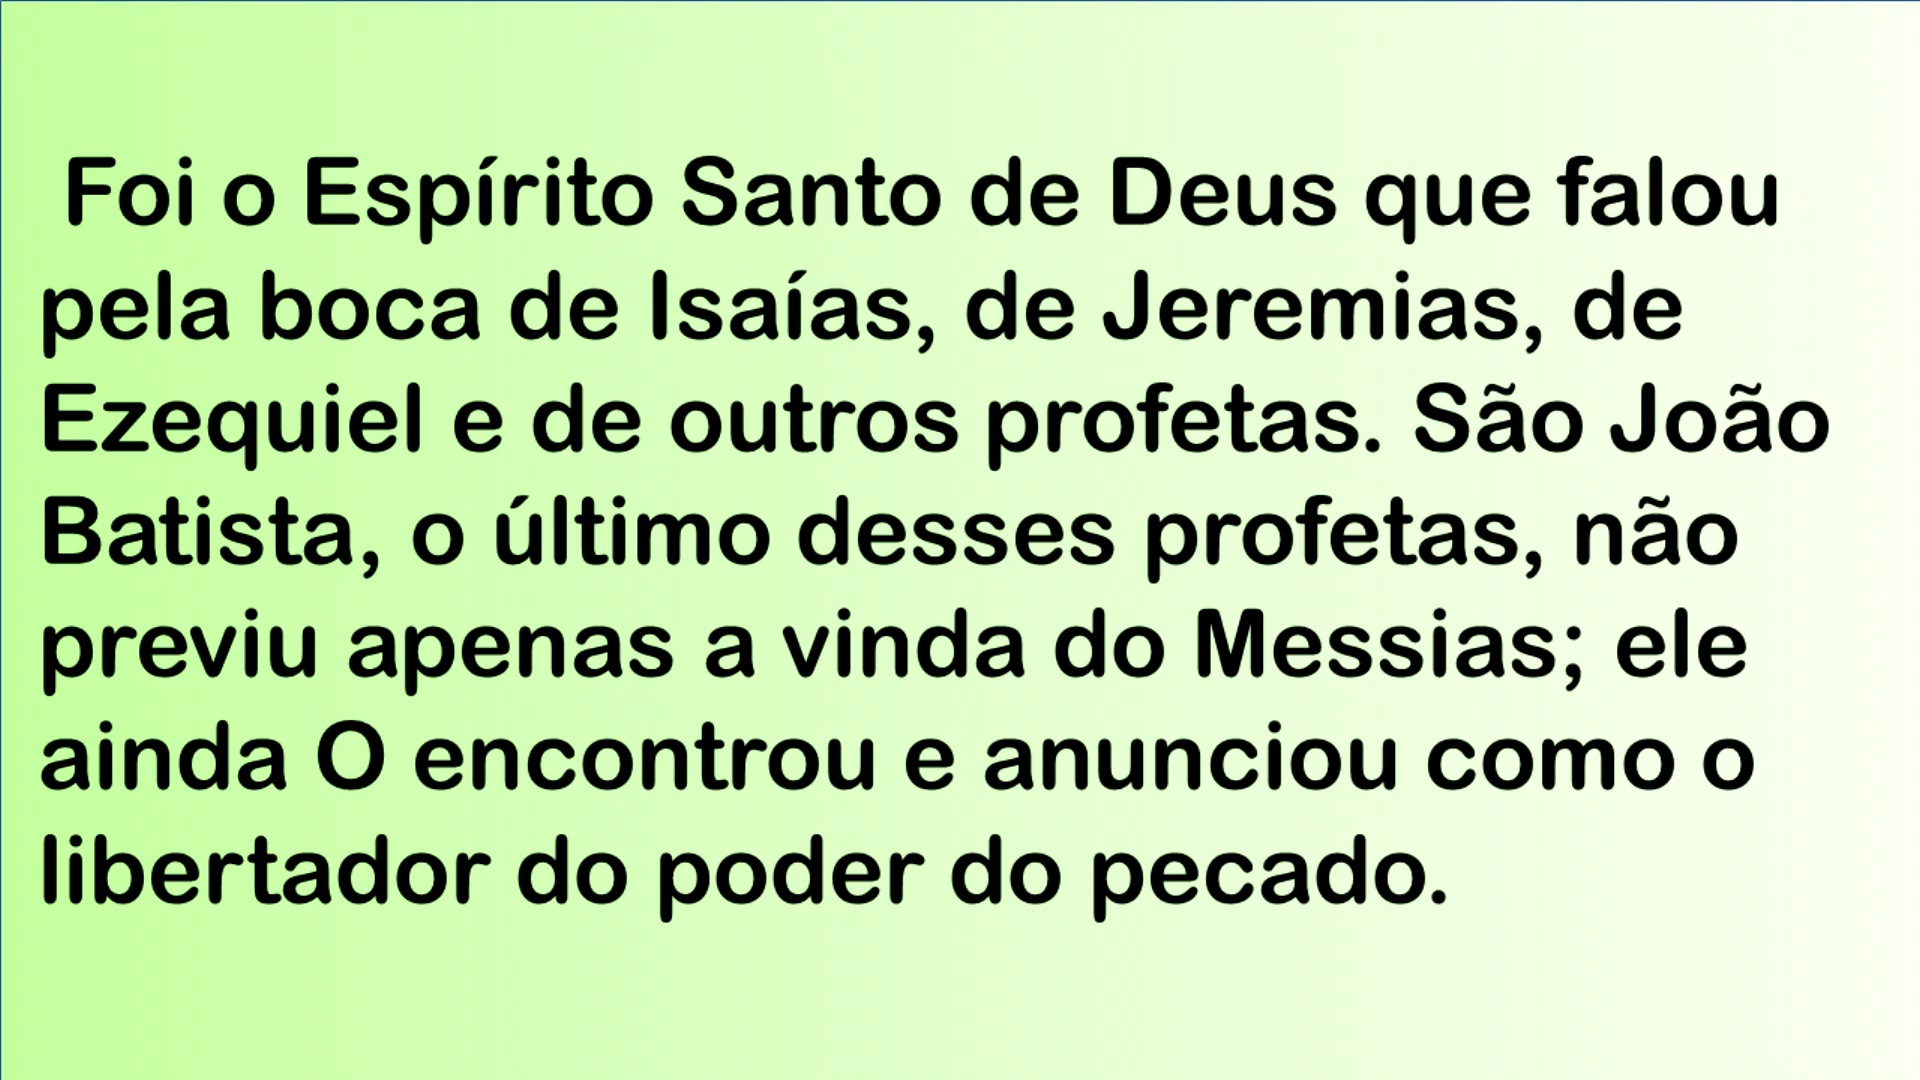 Foi o Espírito Santo de Deus que falou
pela boca de Isaías, de Jeremias, de
Ezequiel e de outros profetas. São João
Batista, o último desses profetas, não
previu apenas a vinda do Messias; ele
ainda O encontrou e anunciou como o
libertador do poder do pecado.